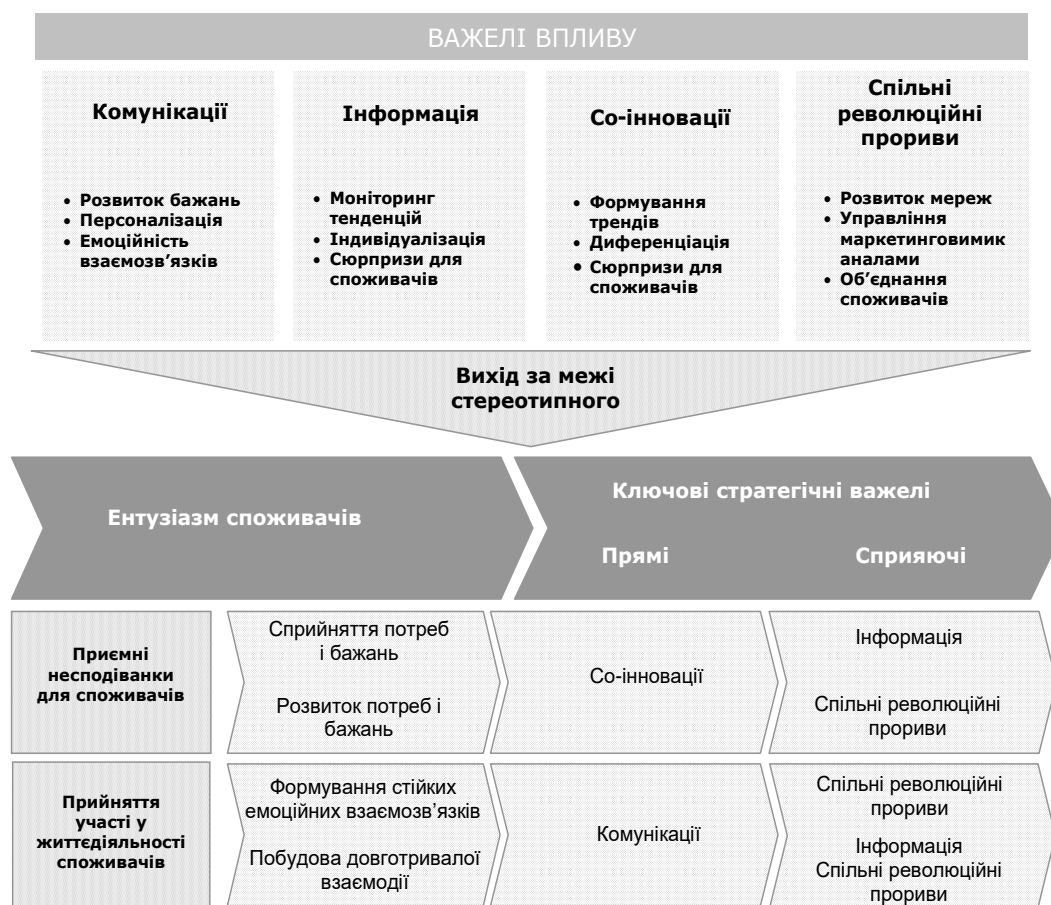 ВАЖЕЛІ ВПЛИВУ
Комунікації
• Розвиток бажань
• Персоналізація
• Емоційність
взаємозв’язків
Інформація
• Моніторинг
тенденцій
• Індивідуалізація
• Сюрпризи для
споживачів
Со-інновації
• Формування
трендів
• Диференціація
• Сюрпризи для
споживачів
Спільні
революційні
прориви
• Розвиток мереж
• Управління
маркетинговимик
аналами
• Об’єднання
споживачів
Вихід за межі
стереотипного
Ентузіазм споживачів
Ключові стратегічні важелі
Прямі
Сприяючі
Приємні
несподіванки
для споживачів
Сприйняття потреб
і бажань
Розвиток потреб і
бажань
Со-інновації
Інформація
Спільні революційні
прориви
Прийняття
участі у
життєдіяльності
споживачів
Формування стійких
емоційних взаємозв’язків
Побудова довготривалої
взаємодії
Комунікації
Спільні революційні
прориви
Інформація
Спільні революційні
прориви